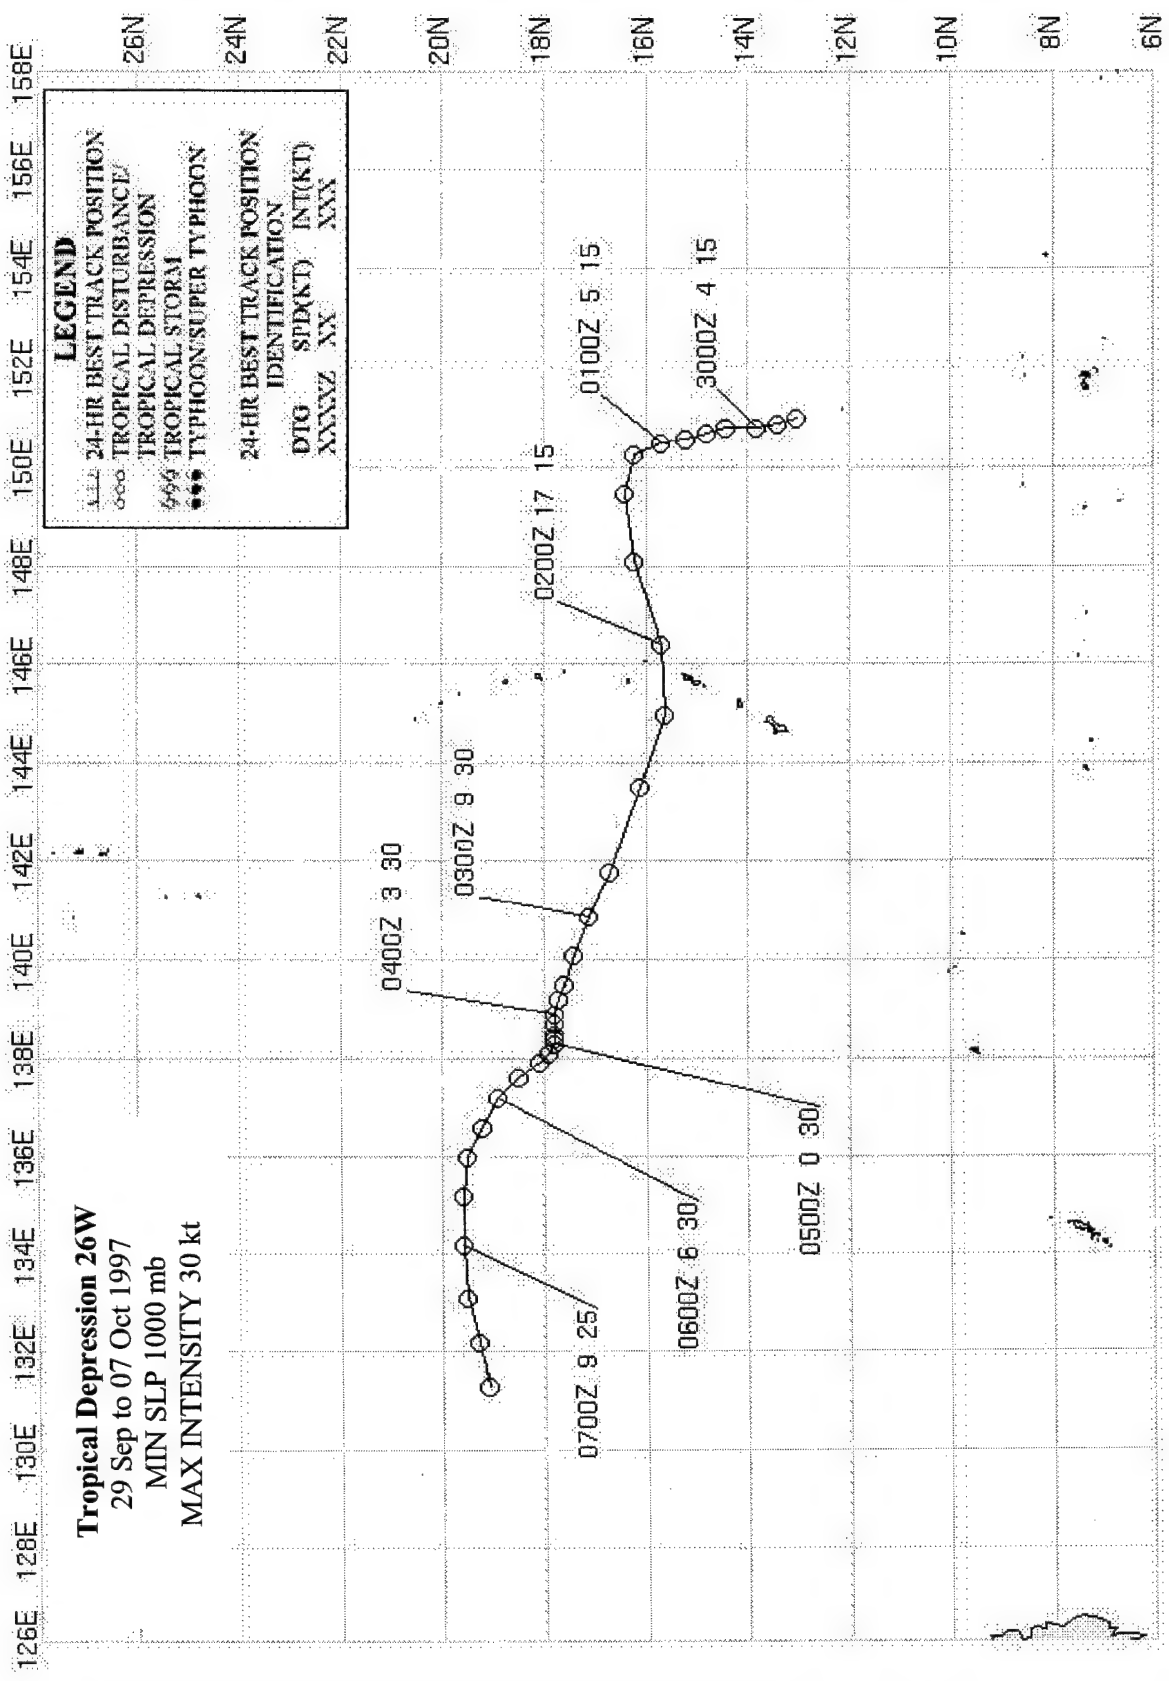 Tropical Depression 26W
29 Sep to 07 Oct 1997
MIN SLP 1000 mb
MAX INTENSITY 30 kt
LEGEND
24-HR BEST TRACK POSITION
TROPICAL DISTURBANCE/
TROPICAL DEPRESSION
TROPICAL STORM
TYPHOON/SUPER TYPHOON
24-HR BEST TRACK POSITION
IDENTIFICATION
DTG SPD(KT) INT(KT)
XXXXZ XX XXX
126E 128E 130E 132E 134E 136E 138E 140E 142E 144E 146E 148E 150E 152E 154E 156E 158E
26N
24N
22N
20N
18N
16N
14N
12N
10N
8N
6N
0400Z 3 30
0300Z 9 30
0200Z 17 15
0100Z 5 15
3000Z 4 15
0700Z 9 25
0600Z 6 30
0500Z 0 30